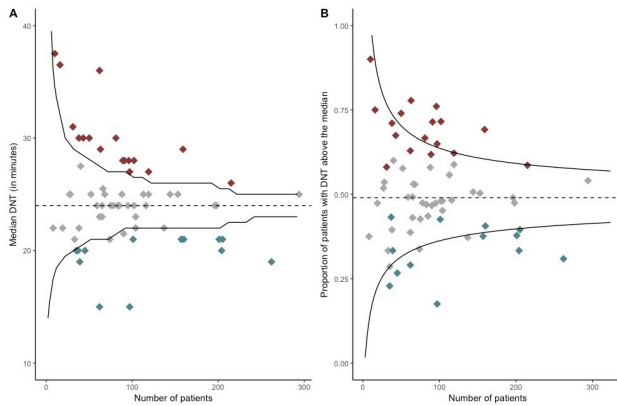 A
B
Median DNT (in minutes)
40
30
20
10
0
100
200
300
Number of patients
Proportion of patients with DNT above the median
1.00
0.75
0.50
0.25
0.00
0
100
200
300
Number of patients